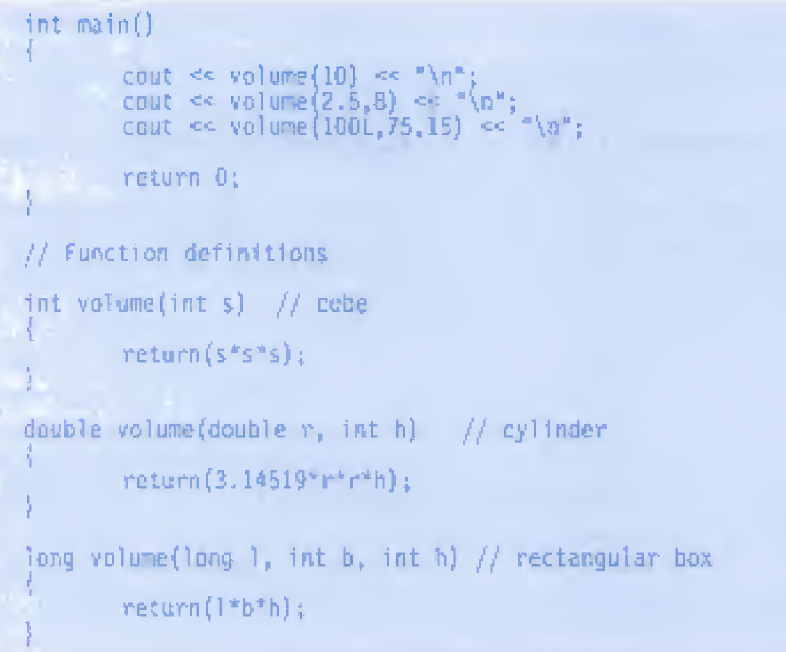 int main()
{
cout << volume(10) << "\n";
cout << volume(2.5,8) << "\n";
cout << volume(100L,75,15) << "\n";
return 0;
}
// Function definitions
int volume(int s) // cube
{
return(s*s*s);
}
double volume(double r, int h) // cylinder
{
return(3.14519*r*r*h);
}
long volume(long l, int b, int h) // rectangular box
{
return(l*b*h);
}